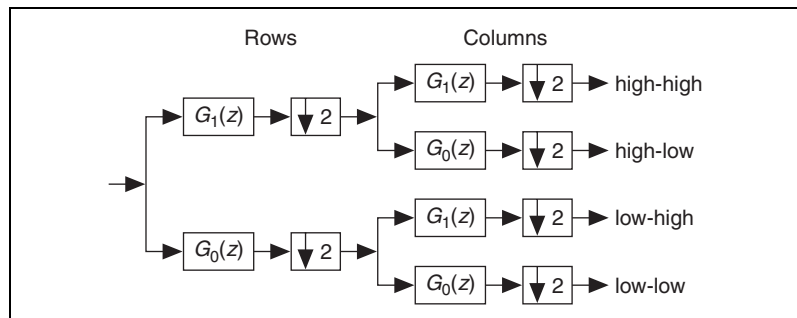 Rows Columns
G1(z) 2 G1(z) 2 high-high
G0(z) 2 high-low
G0(z) 2 G1(z) 2 low-high
G0(z) 2 low-low